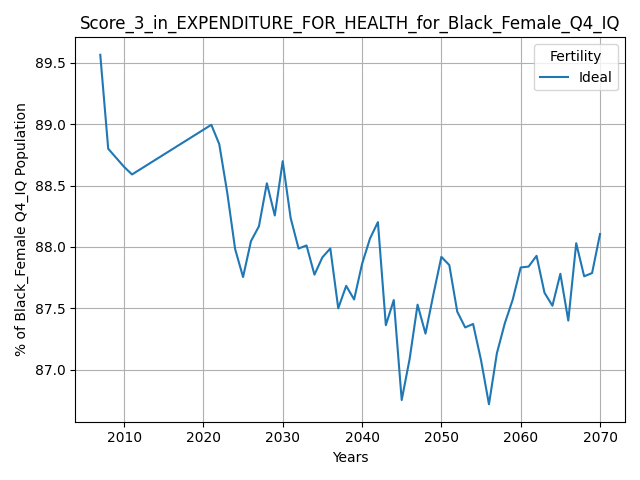 Score_3_in_EXPENDITURE_FOR_HEALTH_for_Black_Female_Q4_IQ
Fertility
Ideal
89.5
89.0
88.5
88.0
87.5
87.0
% of Black_Female Q4_IQ Population
2010 2020 2030 2040 2050 2060 2070
Years